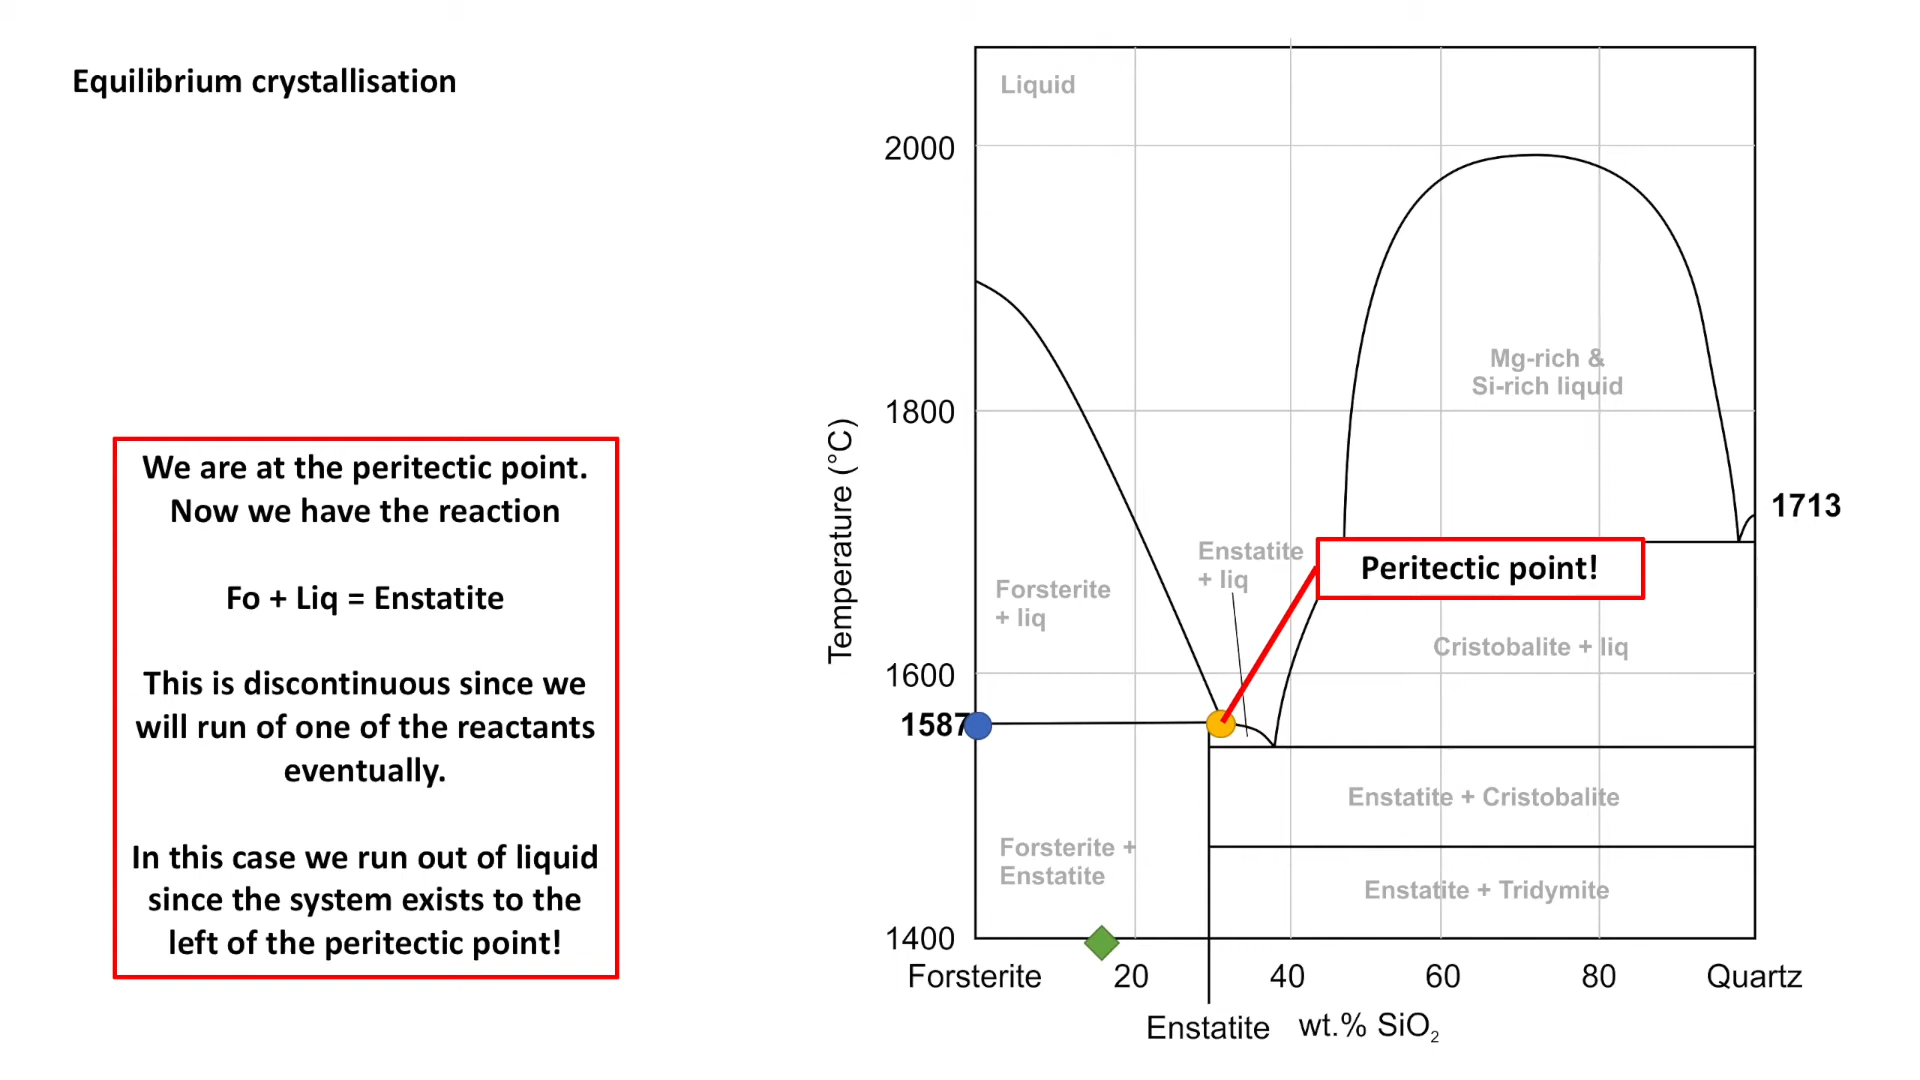 Equilibrium crystallisation
We are at the peritectic point.
Now we have the reaction
Fo + Liq = Enstatite
This is discontinuous since we
will run of one of the reactants
eventually.
In this case we run out of liquid
since the system exists to the
left of the peritectic point!
Temperature (°C)
2000
1800
1600
1587
1400
Liquid
Mg-rich &
Si-rich liquid
1713
Enstatite
+ liq
Peritectic point!
Forsterite
+ liq
Cristobalite + liq
Enstatite + Cristobalite
Forsterite +
Enstatite
Enstatite + Tridymite
Forsterite
20
40
60
80
Quartz
Enstatite
wt.% SiO₂